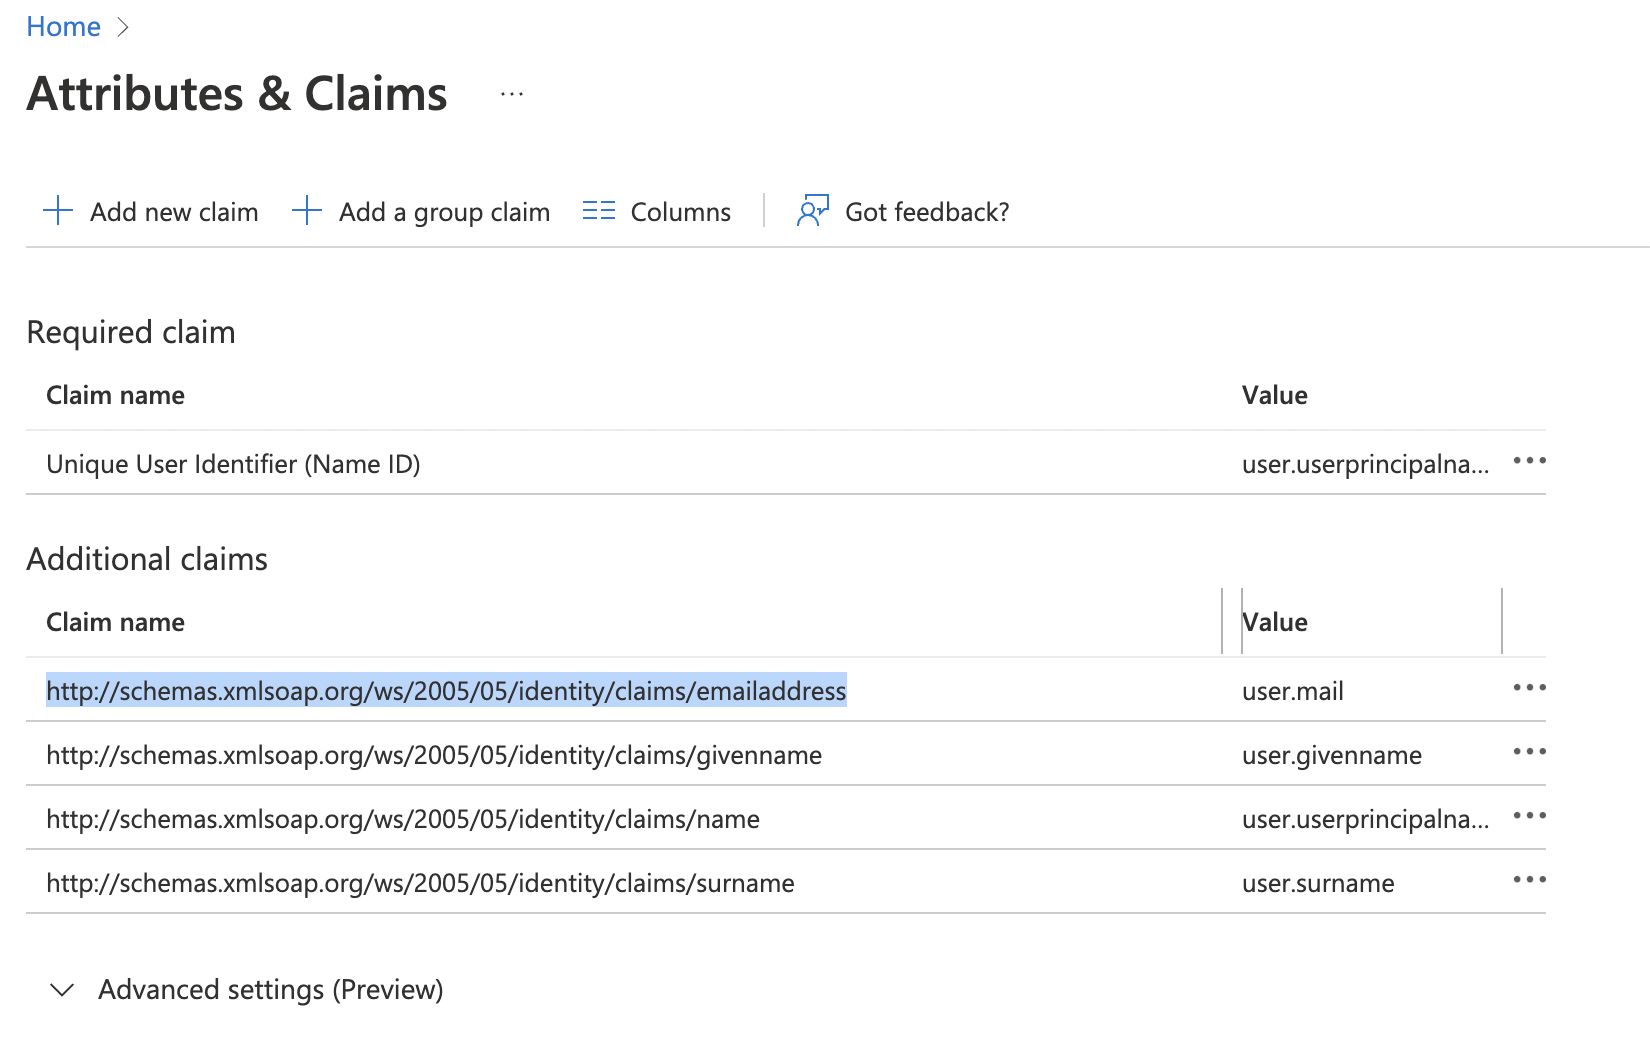 Home
Attributes & Claims ...
Add new claim Add a group claim Columns Got feedback?
Required claim
Claim name Value
Unique User Identifier (Name ID) user.userprincipalna...
Additional claims
Claim name Value
http://schemas.xmlsoap.org/ws/2005/05/identity/claims/emailaddress user.mail
http://schemas.xmlsoap.org/ws/2005/05/identity/claims/givenname user.givenname
http://schemas.xmlsoap.org/ws/2005/05/identity/claims/name user.userprincipalna...
http://schemas.xmlsoap.org/ws/2005/05/identity/claims/surname user.surname
Advanced settings (Preview)